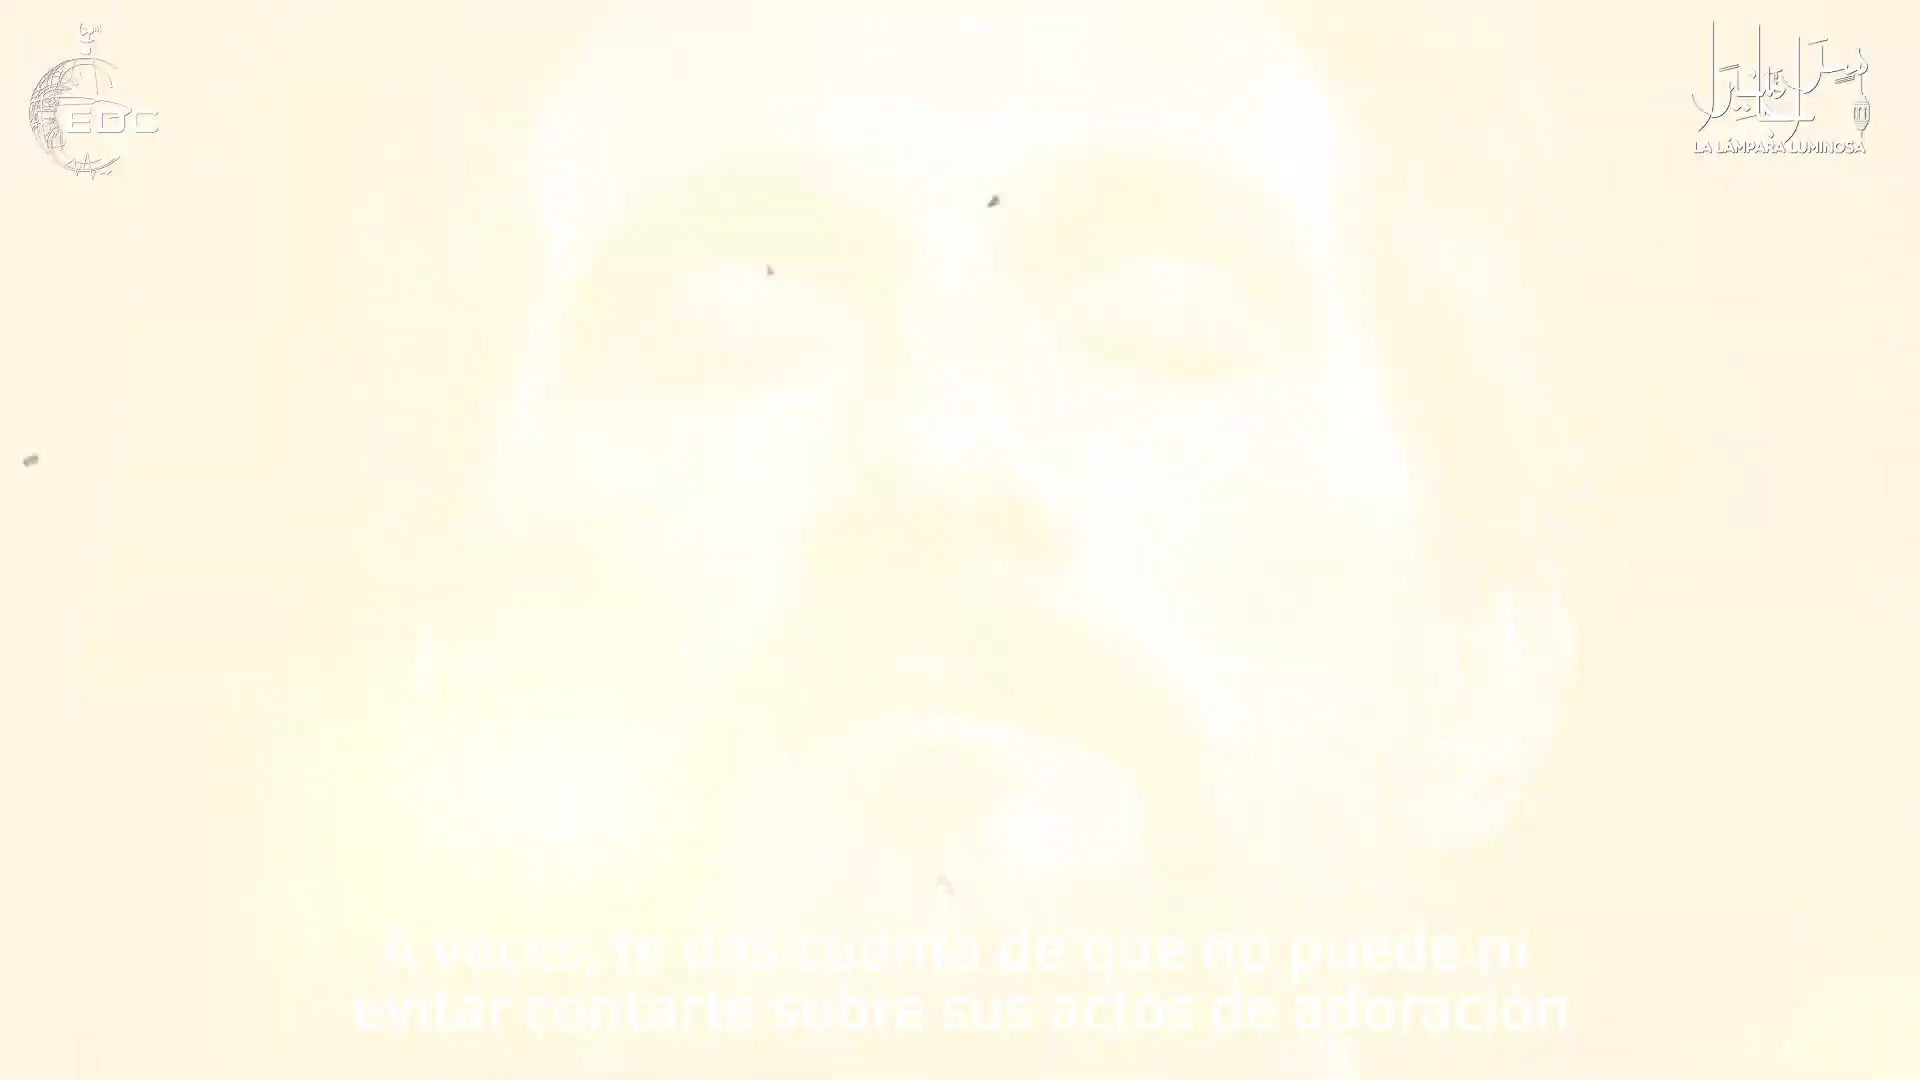 EDC
LA LÁMPARA LUMINOSA
A veces, te das cuenta de que no puede ni
evitar contarte sobre sus actos de adoración